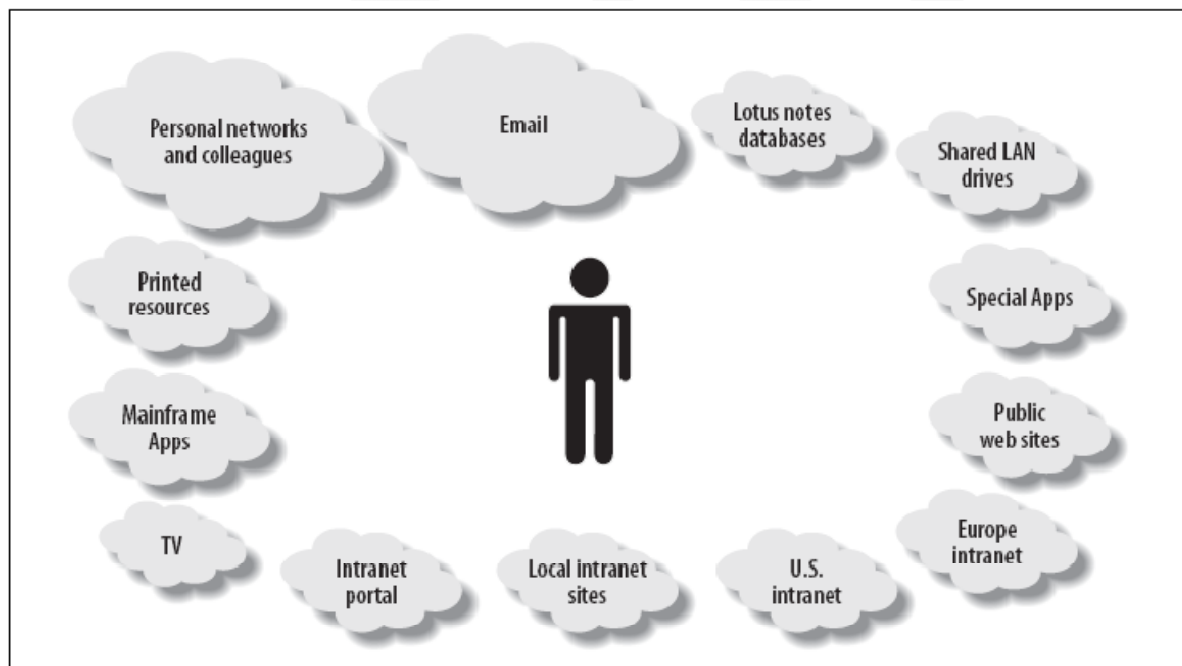 Personal networks
and colleagues
Email
Lotus notes
databases
Shared LAN
drives
Printed
resources
Special Apps
Mainframe
Apps
Public
web sites
TV
Intranet
portal
Local intranet
sites
U.S.
intranet
Europe
intranet